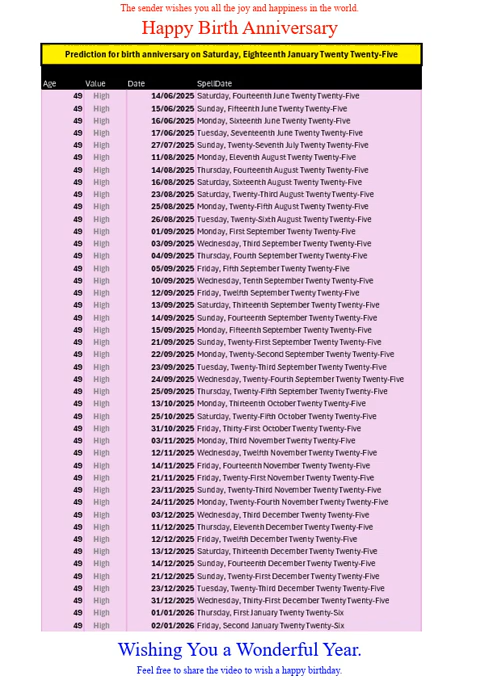 The sender wishes you all the joy and happiness in the world.
Happy Birth Anniversary
Prediction for birth anniversary on Saturday, Eighteenth January Twenty Twenty-Five
Age Value Date SpellDate
49 High 14/06/2025 Saturday, Fourteenth June Twenty Twenty-Five
49 High 15/06/2025 Sunday, Fifteenth June Twenty Twenty-Five
49 High 16/06/2025 Monday, Sixteenth June Twenty Twenty-Five
49 High 17/06/2025 Tuesday, Seventeenth June Twenty Twenty-Five
49 High 27/07/2025 Sunday, Twenty-Seventh July Twenty Twenty-Five
49 High 11/08/2025 Monday, Eleventh August Twenty Twenty-Five
49 High 14/08/2025 Thursday, Fourteenth August Twenty Twenty-Five
49 High 16/08/2025 Saturday, Sixteenth August Twenty Twenty-Five
49 High 23/08/2025 Saturday, Twenty-Third August Twenty Twenty-Five
49 High 25/08/2025 Monday, Twenty-Fifth August Twenty Twenty-Five
49 High 26/08/2025 Tuesday, Twenty-Sixth August Twenty Twenty-Five
49 High 01/09/2025 Monday, First September Twenty Twenty-Five
49 High 03/09/2025 Wednesday, Third September Twenty Twenty-Five
49 High 04/09/2025 Thursday, Fourth September Twenty Twenty-Five
49 High 05/09/2025 Friday, Fifth September Twenty Twenty-Five
49 High 10/09/2025 Wednesday, Tenth September Twenty Twenty-Five
49 High 12/09/2025 Friday, Twelfth September Twenty Twenty-Five
49 High 13/09/2025 Saturday, Thirteenth September Twenty Twenty-Five
49 High 14/09/2025 Sunday, Fourteenth September Twenty Twenty-Five
49 High 15/09/2025 Monday, Fifteenth September Twenty Twenty-Five
49 High 21/09/2025 Sunday, Twenty-First September Twenty Twenty-Five
49 High 22/09/2025 Monday, Twenty-Second September Twenty Twenty-Five
49 High 23/09/2025 Tuesday, Twenty-Third September Twenty Twenty-Five
49 High 24/09/2025 Wednesday, Twenty-Fourth September Twenty Twenty-Five
49 High 25/09/2025 Thursday, Twenty-Fifth September Twenty Twenty-Five
49 High 13/10/2025 Monday, Thirteenth October Twenty Twenty-Five
49 High 25/10/2025 Saturday, Twenty-Fifth October Twenty Twenty-Five
49 High 31/10/2025 Friday, Thirty-First October Twenty Twenty-Five
49 High 03/11/2025 Monday, Third November Twenty Twenty-Five
49 High 12/11/2025 Wednesday, Twelfth November Twenty Twenty-Five
49 High 14/11/2025 Friday, Fourteenth November Twenty Twenty-Five
49 High 21/11/2025 Friday, Twenty-First November Twenty Twenty-Five
49 High 23/11/2025 Sunday, Twenty-Third November Twenty Twenty-Five
49 High 24/11/2025 Monday, Twenty-Fourth November Twenty Twenty-Five
49 High 03/12/2025 Wednesday, Third December Twenty Twenty-Five
49 High 11/12/2025 Thursday, Eleventh December Twenty Twenty-Five
49 High 12/12/2025 Friday, Twelfth December Twenty Twenty-Five
49 High 13/12/2025 Saturday, Thirteenth December Twenty Twenty-Five
49 High 14/12/2025 Sunday, Fourteenth December Twenty Twenty-Five
49 High 21/12/2025 Sunday, Twenty-First December Twenty Twenty-Five
49 High 23/12/2025 Tuesday, Twenty-Third December Twenty Twenty-Five
49 High 31/12/2025 Wednesday, Thirty-First December Twenty Twenty-Five
49 High 01/01/2026 Thursday, First January Twenty Twenty-Six
49 High 02/01/2026 Friday, Second January Twenty Twenty-Six
Wishing You a Wonderful Year.
Feel free to share the video to wish a happy birthday.